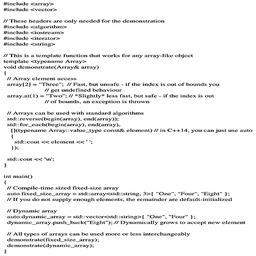 #include <array>
#include <vector>
// These headers are only needed for the demonstration
#include <algorithm>
#include <iostream>
#include <iterator>
#include <string>
// This is a template function that works for any array-like object
template <typename Array>
void demonstrate(Array& array)
{
// Array element access
array[2] = "Three"; // Fast, but unsafe - if the index is out of bounds you
// get undefined behaviour
array.at(1) = "Two"; // *Slightly* less fast, but safe - if the index is out
// of bounds, an exception is thrown
// Arrays can be used with standard algorithms
std::reverse(begin(array), end(array));
std::for_each(begin(array), end(array),
[](typename Array::value_type const& element) // in C++14, you can just use auto
{
std::cout << element << ' ';
});
std::cout << '\n';
}
int main()
{
// Compile-time sized fixed-size array
auto fixed_size_array = std::array<std::string, 3>{ "One", "Four", "Eight" };
// If you do not supply enough elements, the remainder are default-initialized
// Dynamic array
auto dynamic_array = std::vector<std::string>{ "One", "Four" };
dynamic_array.push_back("Eight"); // Dynamically grows to accept new element
// All types of arrays can be used more or less interchangeably
demonstrate(fixed_size_array);
demonstrate(dynamic_array);
}